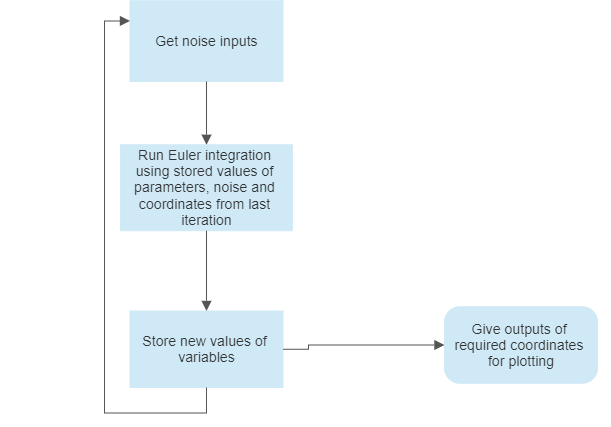 Get noise inputs
Run Euler integration
using stored values of
parameters, noise and
coordinates from last
iteration
Store new values of
variables
Give outputs of
required coordinates
for plotting